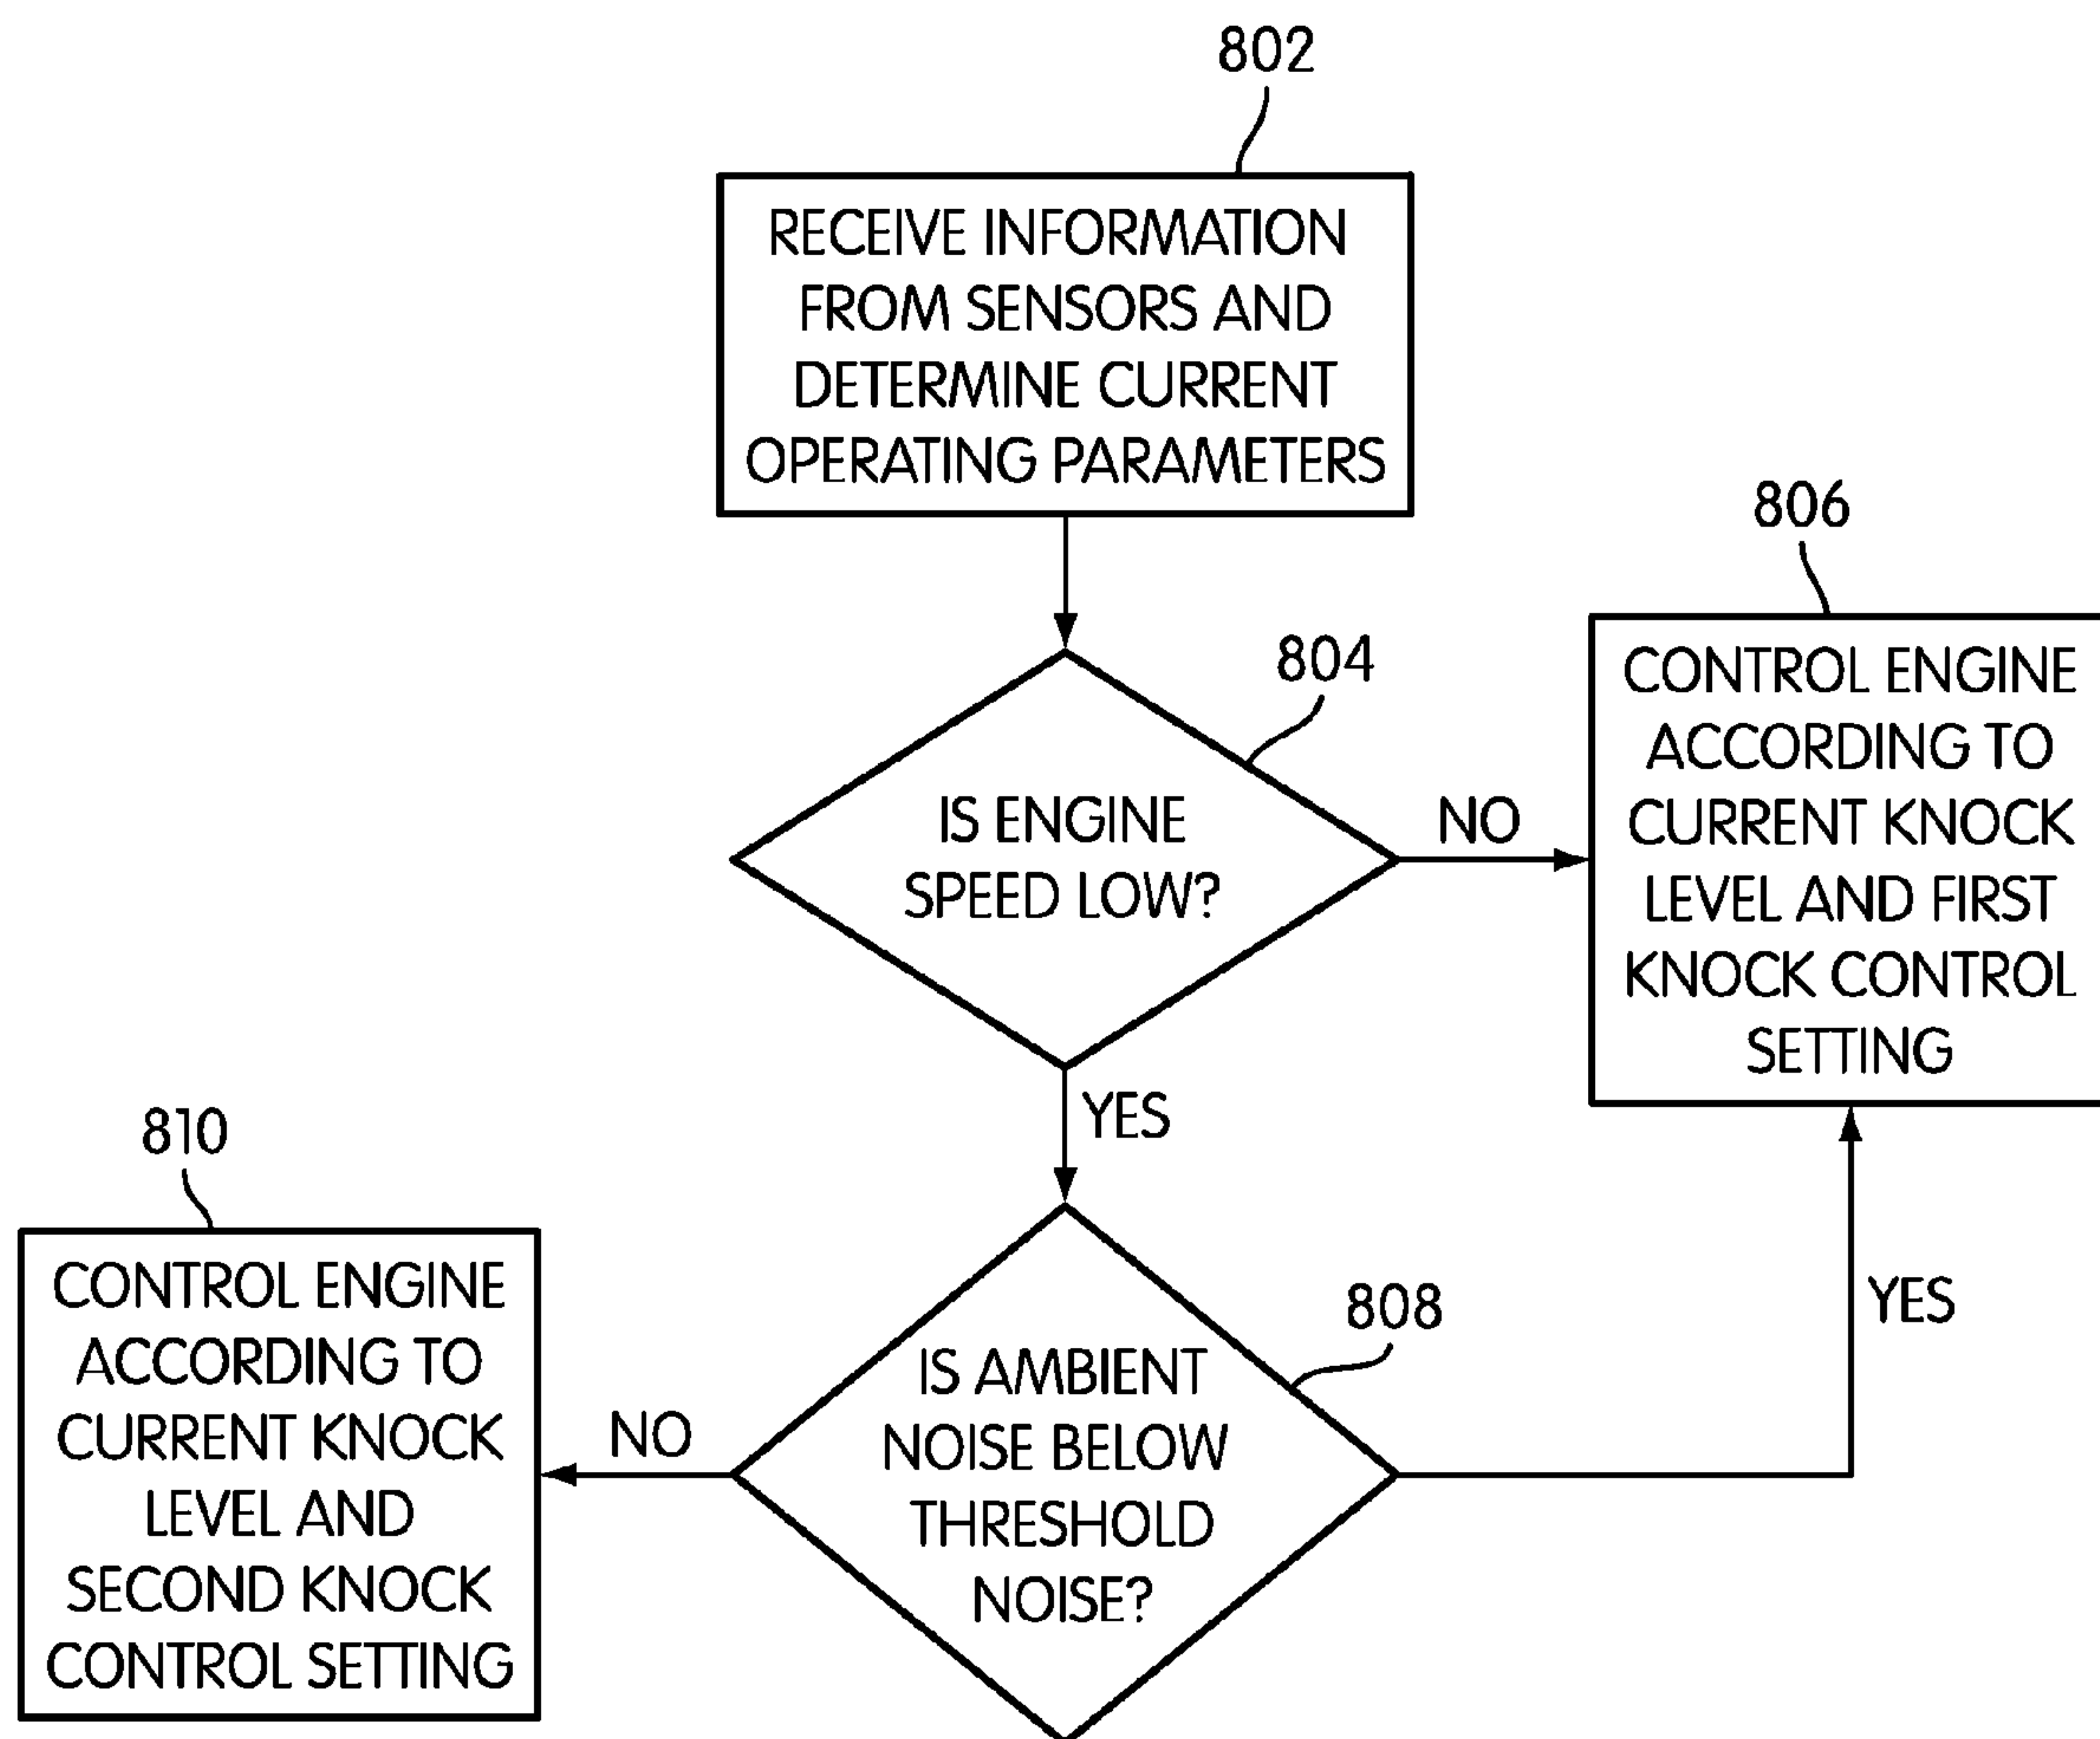 802
RECEIVE INFORMATION
FROM SENSORS AND
DETERMINE CURRENT
OPERATING PARAMETERS
804
IS ENGINE
SPEED LOW?
NO
806
CONTROL ENGINE
ACCORDING TO
CURRENT KNOCK
LEVEL AND FIRST
KNOCK CONTROL
SETTING
YES
808
IS AMBIENT
NOISE BELOW
THRESHOLD
NOISE?
YES
NO
810
CONTROL ENGINE
ACCORDING TO
CURRENT KNOCK
LEVEL AND
SECOND KNOCK
CONTROL SETTING